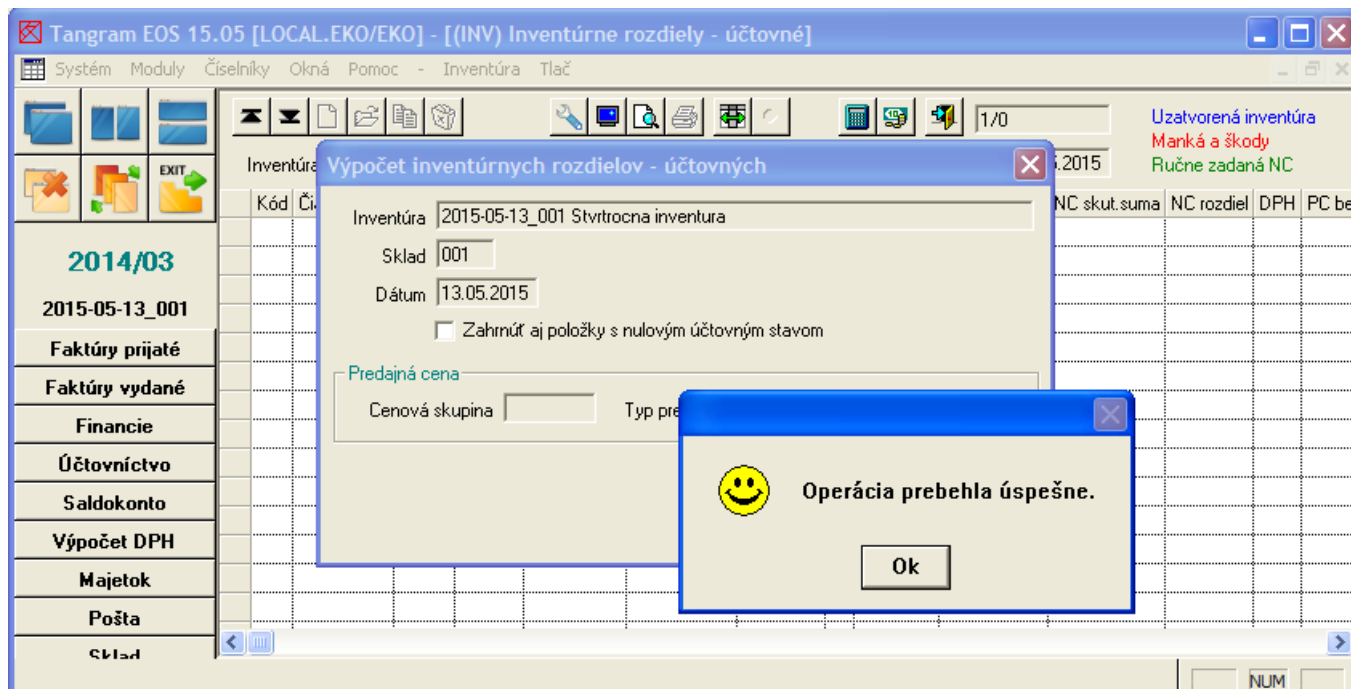 Tangram EOS 15.05 [LOCAL.EKO/EKO] - [(INV) Inventúrne rozdiely - účtovné]
Systém Moduly Číselníky Okná Pomoc - Inventúra Tlač
EXIT
1/0
Uzatvorená inventúra
Manká a škody
Ručne zadaná NC
Inventúra
.2015
Kód
NC skut.suma NC rozdiel DPH PC be
2014/03
2015-05-13_001
Faktúry prijaté
Faktúry vydané
Financie
Účtovníctvo
Saldokonto
Výpočet DPH
Majetok
Pošta
Sklad
Výpočet inventúrnych rozdielov - účtovných
Inventúra 2015-05-13_001 Stvrtrocna inventura
Sklad 001
Dátum 13.05.2015
Zahrnúť aj položky s nulovým účtovným stavom
Predajná cena
Cenová skupina Typ pre
Operácia prebehla úspešne.
Ok
NUM